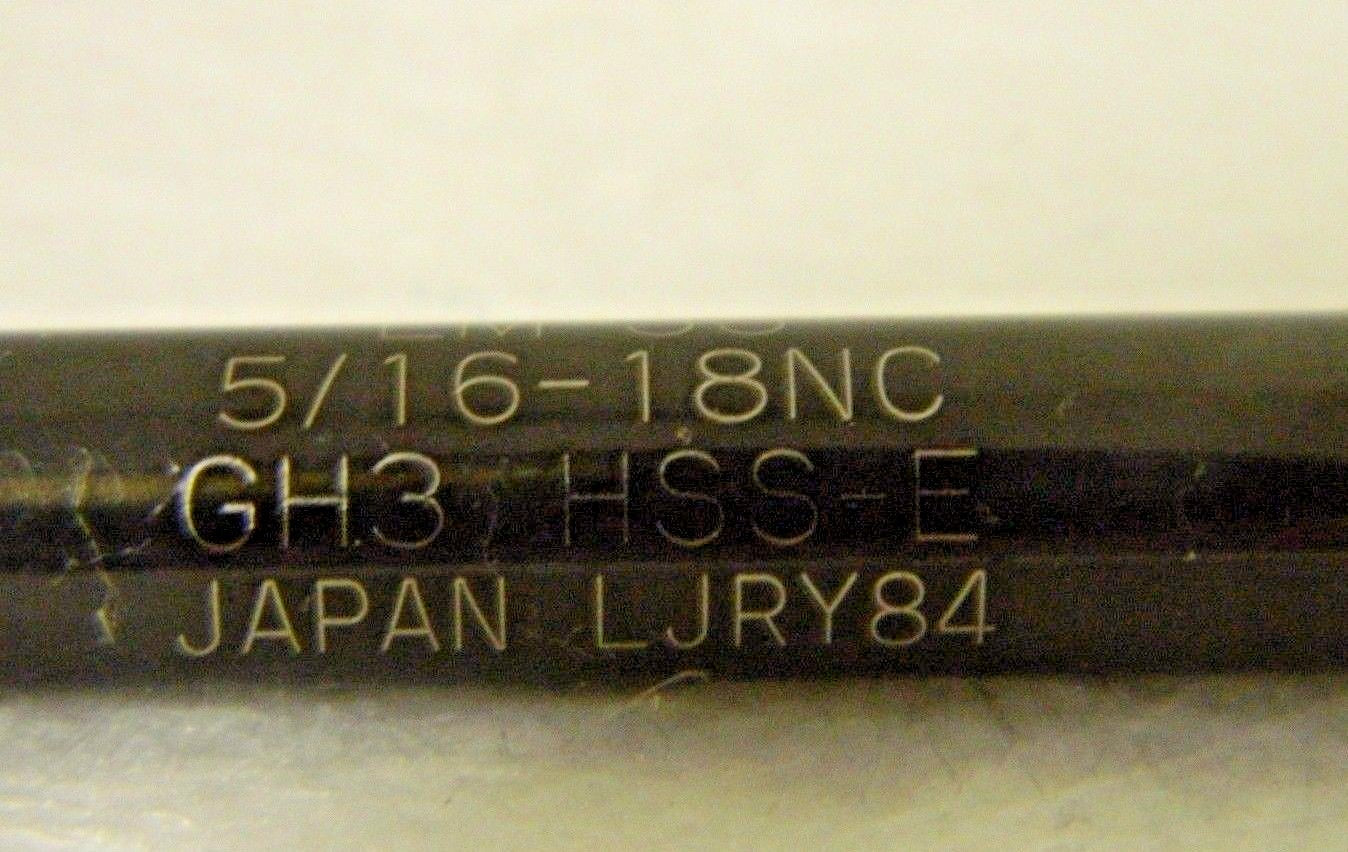 5/16-18NC
GH3 HSS-E
JAPAN LJRY84